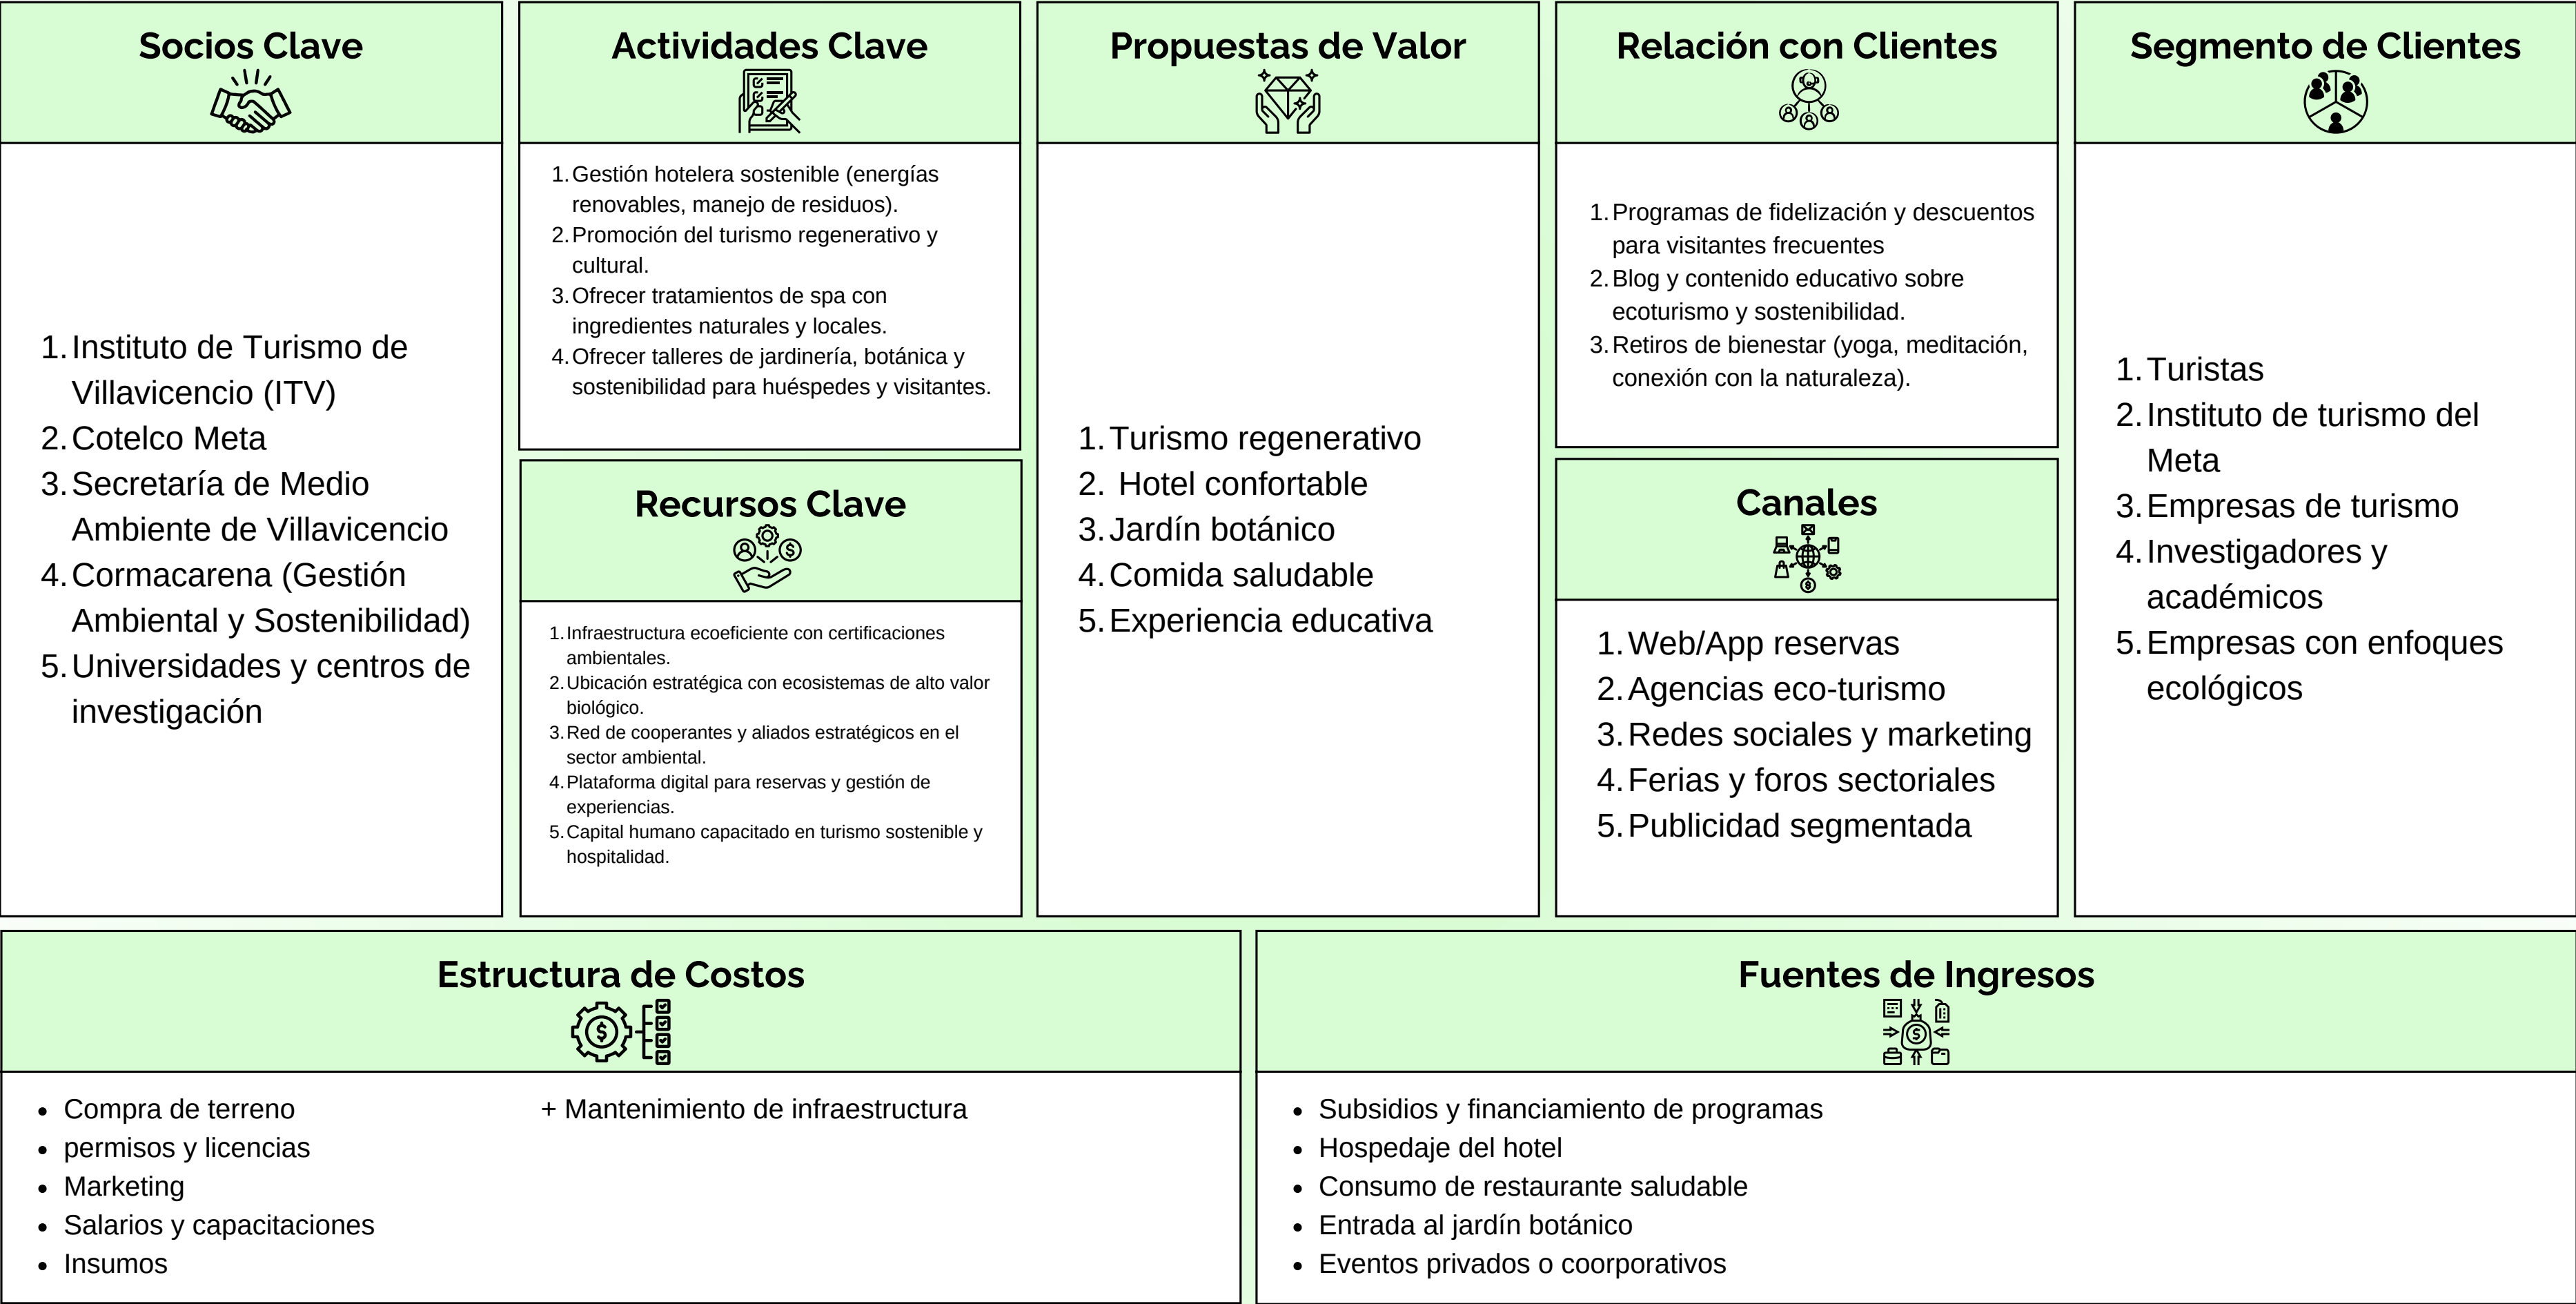 Socios Clave
1. Instituto de Turismo de
Villavicencio (ITV)
2. Cotelco Meta
3. Secretaría de Medio
Ambiente de Villavicencio
4. Cormacarena (Gestión
Ambiental y Sostenibilidad)
5. Universidades y centros de
investigación
Actividades Clave
1. Gestión hotelera sostenible (energías
renovables, manejo de residuos).
2. Promoción del turismo regenerativo y
cultural.
3. Ofrecer tratamientos de spa con
ingredientes naturales y locales.
4. Ofrecer talleres de jardinería, botánica y
sostenibilidad para huéspedes y visitantes.
Recursos Clave
1. Infraestructura ecoeficiente con certificaciones
ambientales.
2. Ubicación estratégica con ecosistemas de alto valor
biológico.
3. Red de cooperantes y aliados estratégicos en el
sector ambiental.
4. Plataforma digital para reservas y gestión de
experiencias.
5. Capital humano capacitado en turismo sostenible y
hospitalidad.
Propuestas de Valor
1. Turismo regenerativo
2. Hotel confortable
3. Jardín botánico
4. Comida saludable
5. Experiencia educativa
Relación con Clientes
1. Programas de fidelización y descuentos
para visitantes frecuentes
2. Blog y contenido educativo sobre
ecoturismo y sostenibilidad.
3. Retiros de bienestar (yoga, meditación,
conexión con la naturaleza).
Canales
1. Web/App reservas
2. Agencias eco-turismo
3. Redes sociales y marketing
4. Ferias y foros sectoriales
5. Publicidad segmentada
Segmento de Clientes
1. Turistas
2. Instituto de turismo del
Meta
3. Empresas de turismo
4. Investigadores y
académicos
5. Empresas con enfoques
ecológicos
Estructura de Costos
• Compra de terreno
• permisos y licencias
• Marketing
• Salarios y capacitaciones
• Insumos
+ Mantenimiento de infraestructura
Fuentes de Ingresos
• Subsidios y financiamiento de programas
• Hospedaje del hotel
• Consumo de restaurante saludable
• Entrada al jardín botánico
• Eventos privados o coorporativos